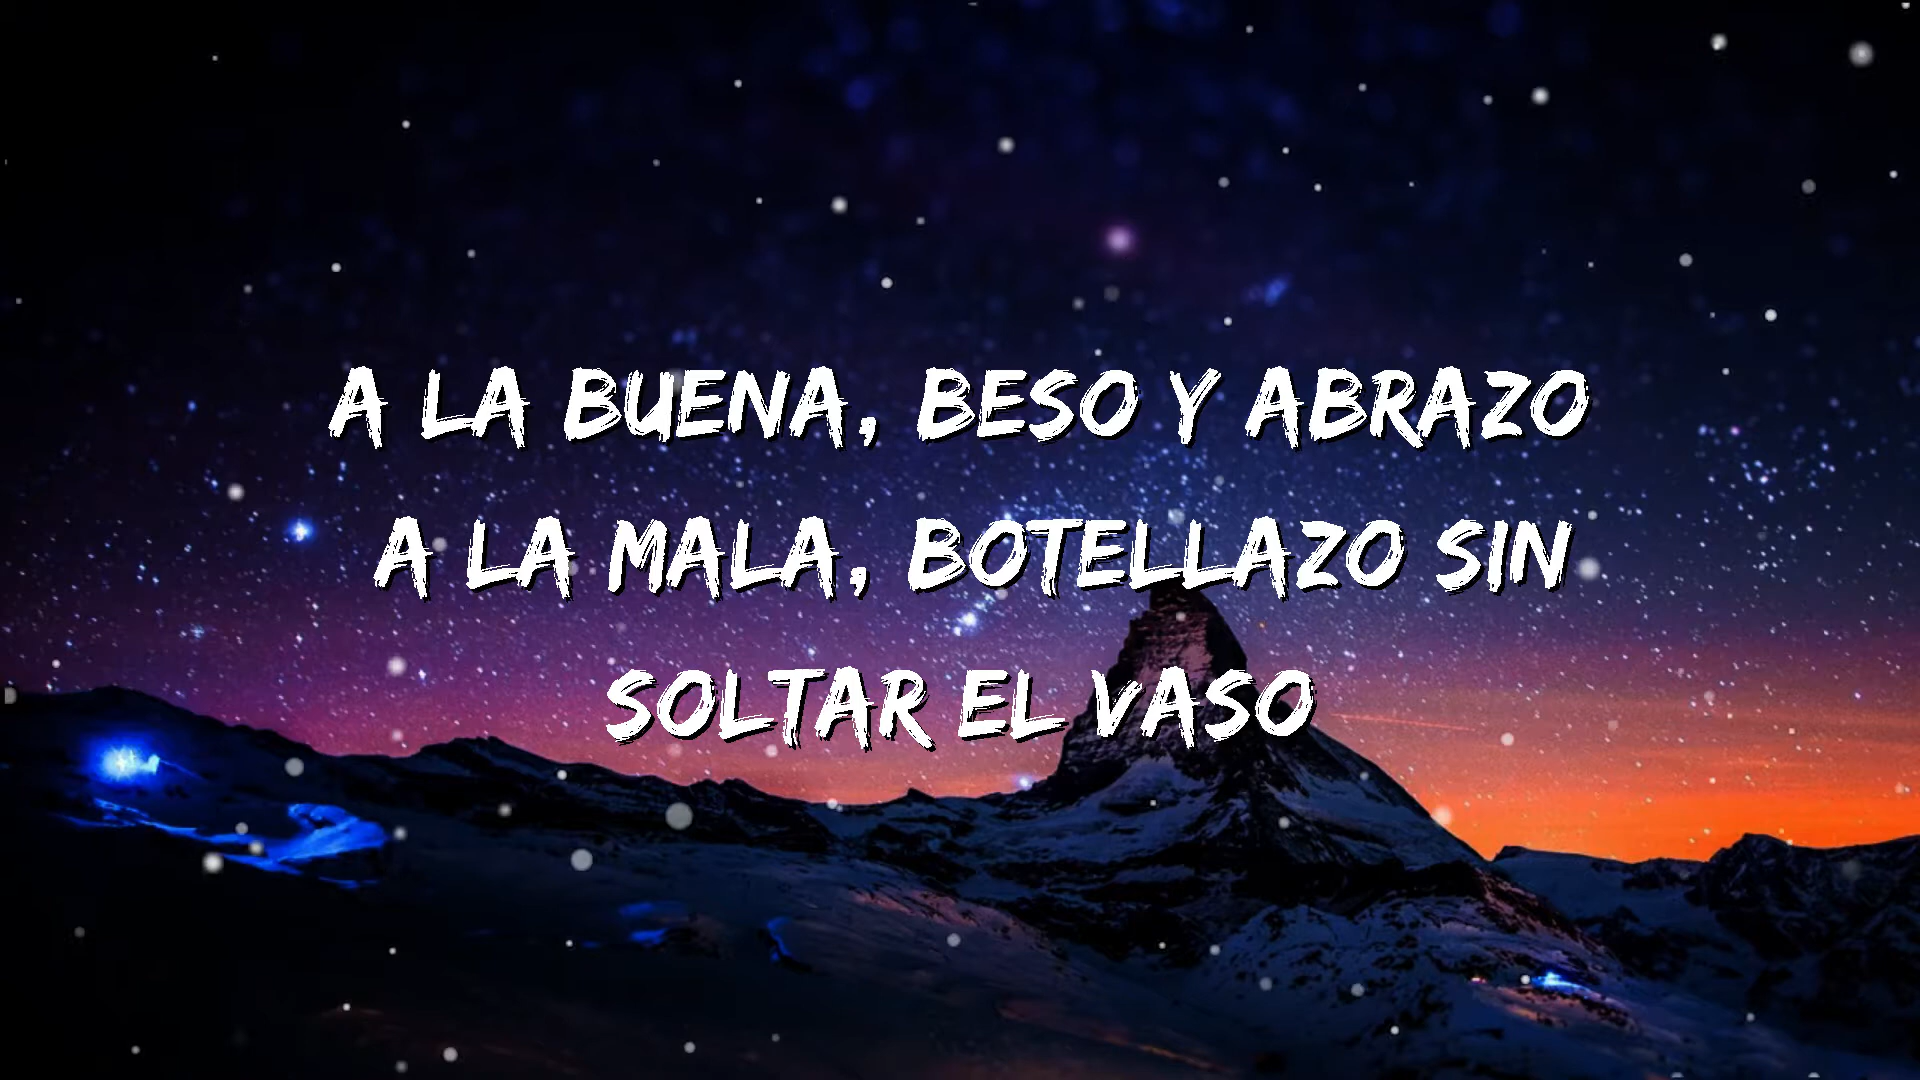 A LA BUENA, BESO Y ABRAZO
A LA MALA, BOTELLAZO SIN
SOLTAR EL VASO